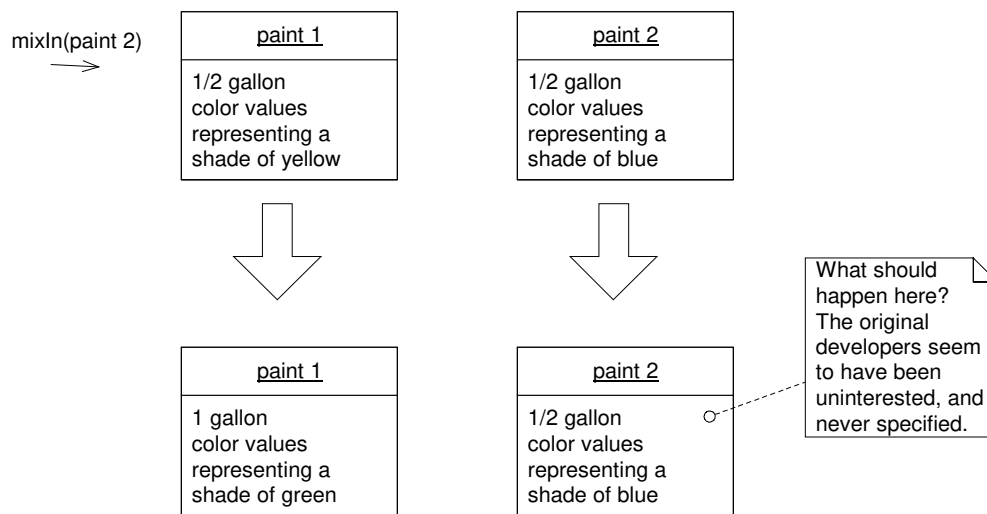 mixIn(paint 2)
paint 1
1/2 gallon
color values
representing a
shade of yellow
paint 2
1/2 gallon
color values
representing a
shade of blue
What should
happen here?
The original
developers seem
to have been
uninterested, and
never specified.
paint 1
1 gallon
color values
representing a
shade of green
paint 2
1/2 gallon
color values
representing a
shade of blue